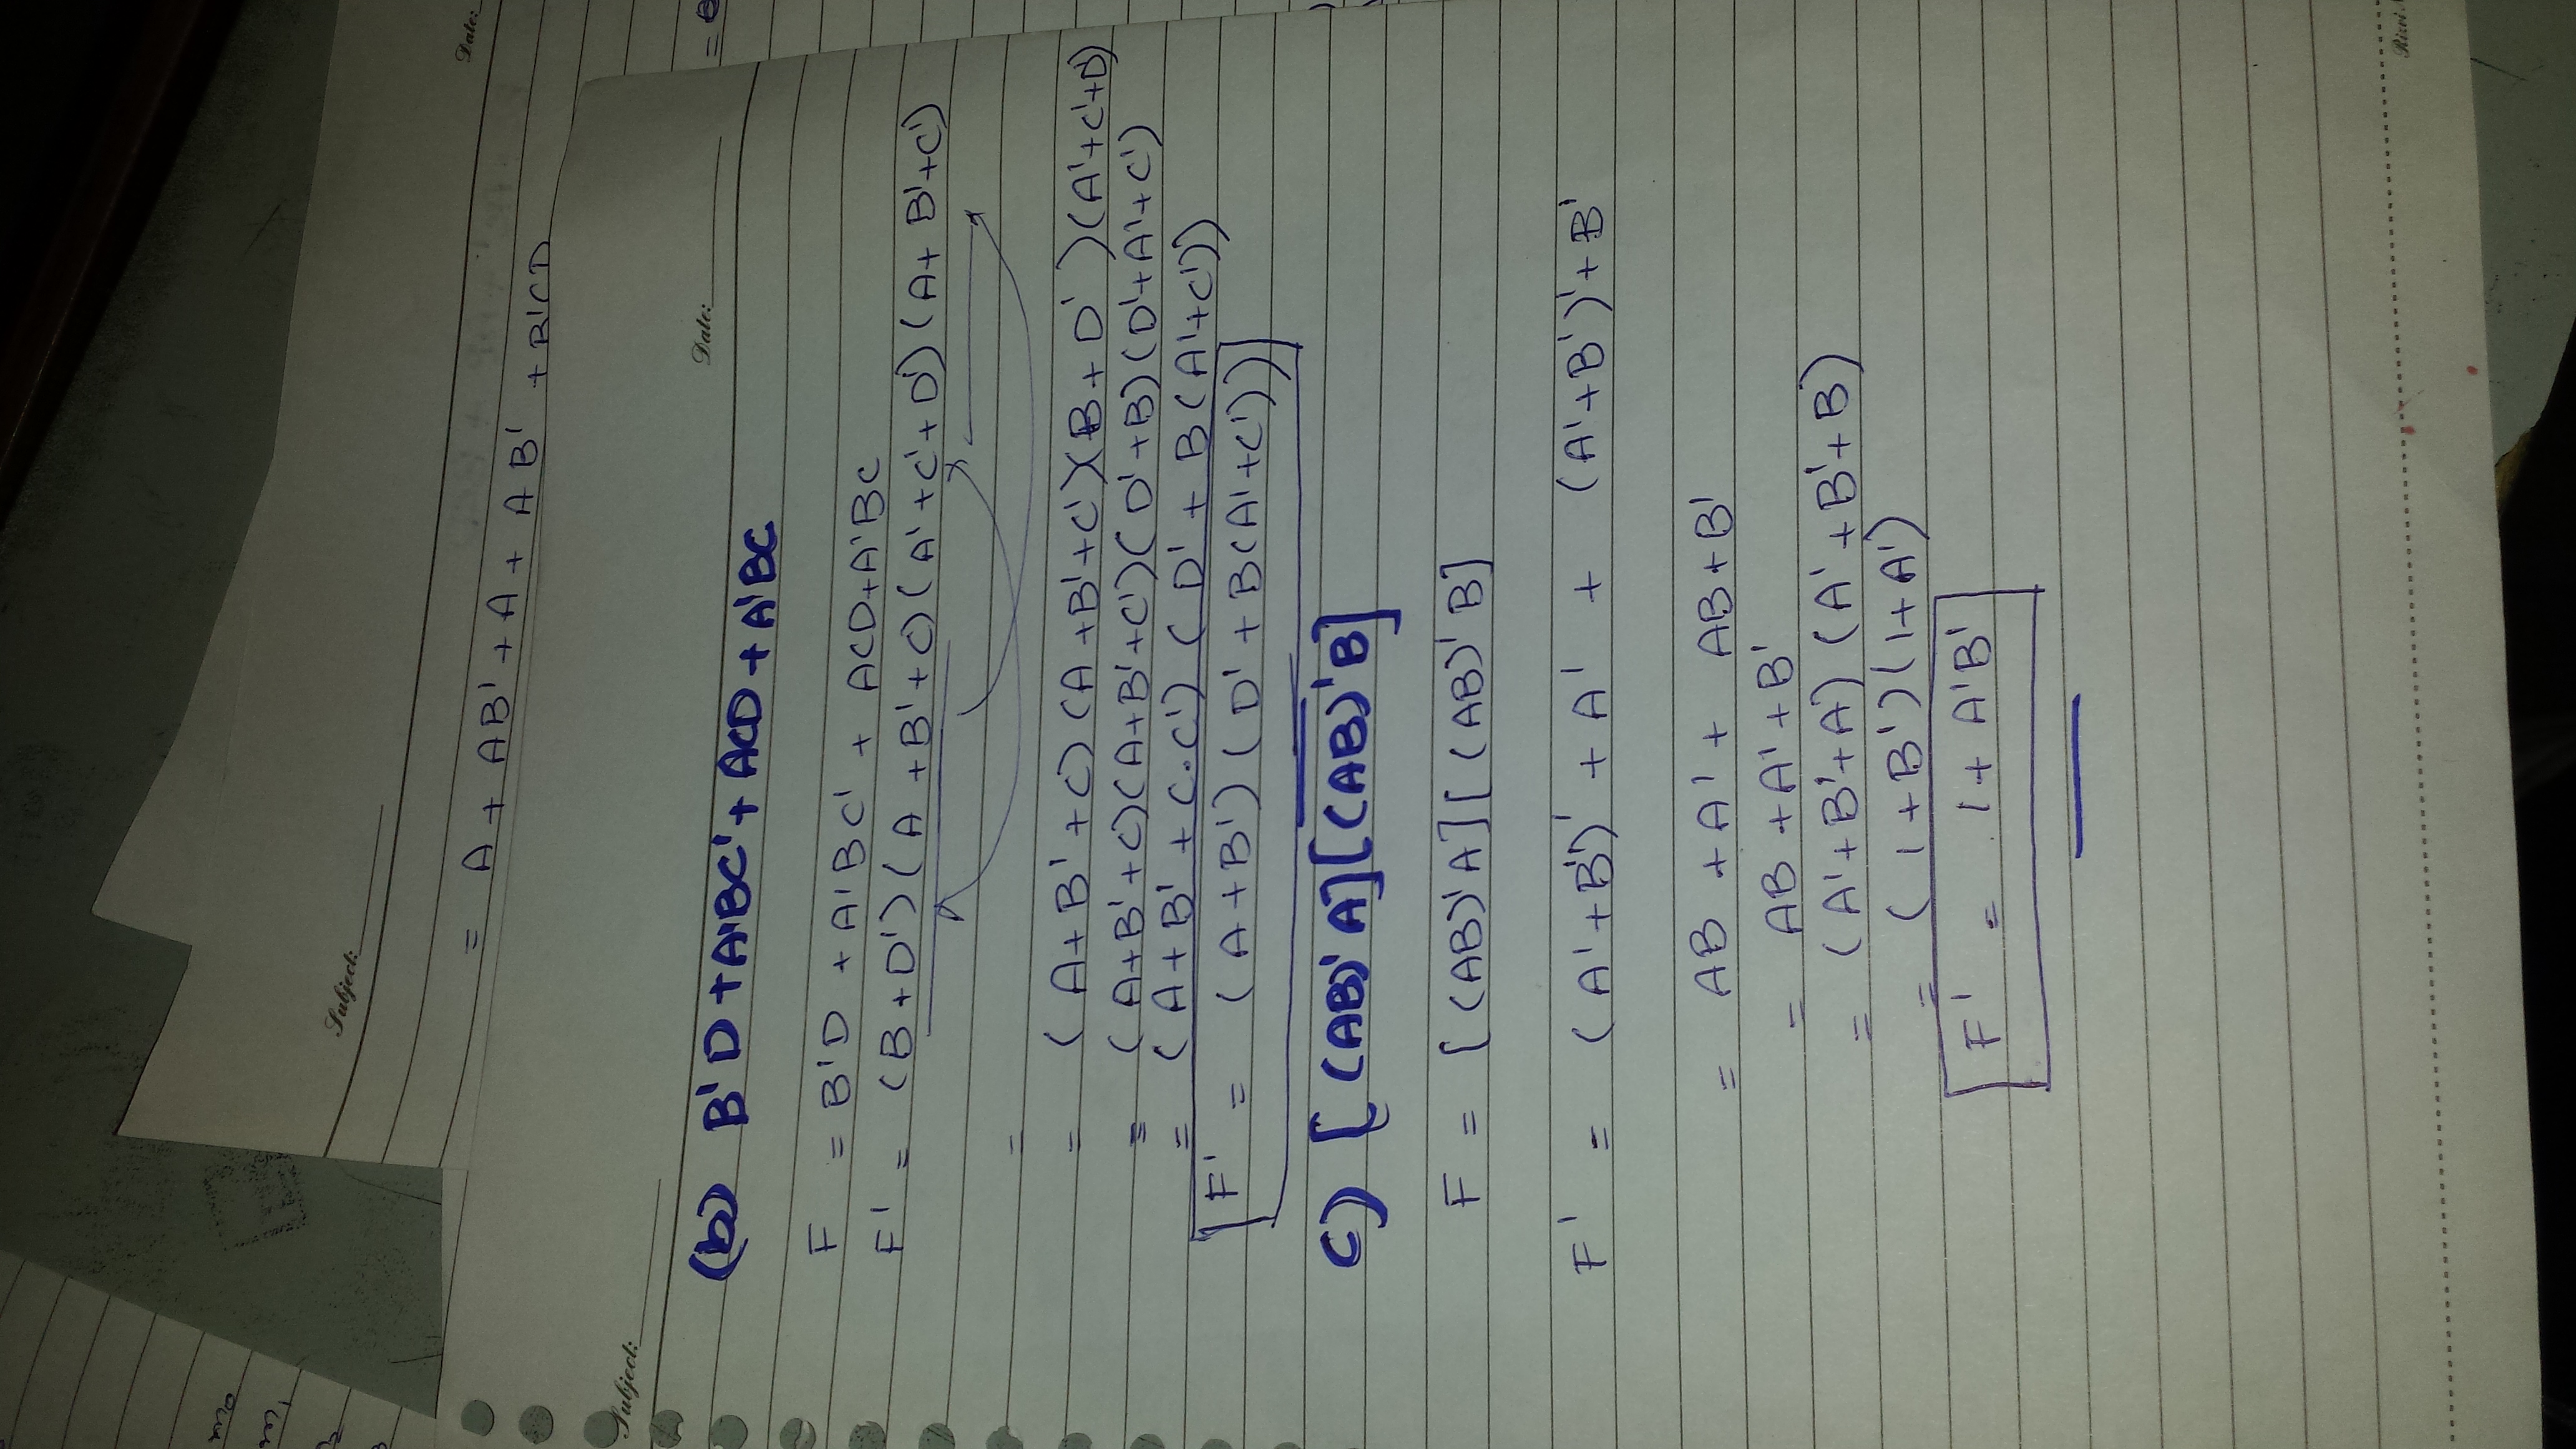 Subject:
Date:
= A + AB' + A + AB' + B'CD
Subject:
Date:
(b) B'D + A'BC' + ACD + A'BC
F = B'D + A'BC' + ACD + A'BC
F' = (B + D')(A + B' + C)(A' + C' + D')(A + B' + C')
=
= (A + B' + C)(A + B' + C')(B + D')(A' + C' + D')
= (A + B' + C)(A + B' + C')(D' + B)(D' + A' + C')
= (A + B' + C.C')(D' + B(A' + C'))
F' = (A + B')(D' + B(A' + C'))
C) [(AB)'A][(AB)'B]
F = [(AB)'A][(AB)'B]
F' = (A' + B')' + A' + (A' + B')' + B'
= AB + A' + AB + B'
= AB + A' + B'
= (A' + B' + A)(A' + B' + B)
= (1 + B')(1 + A')
F' = 1 + A'B'